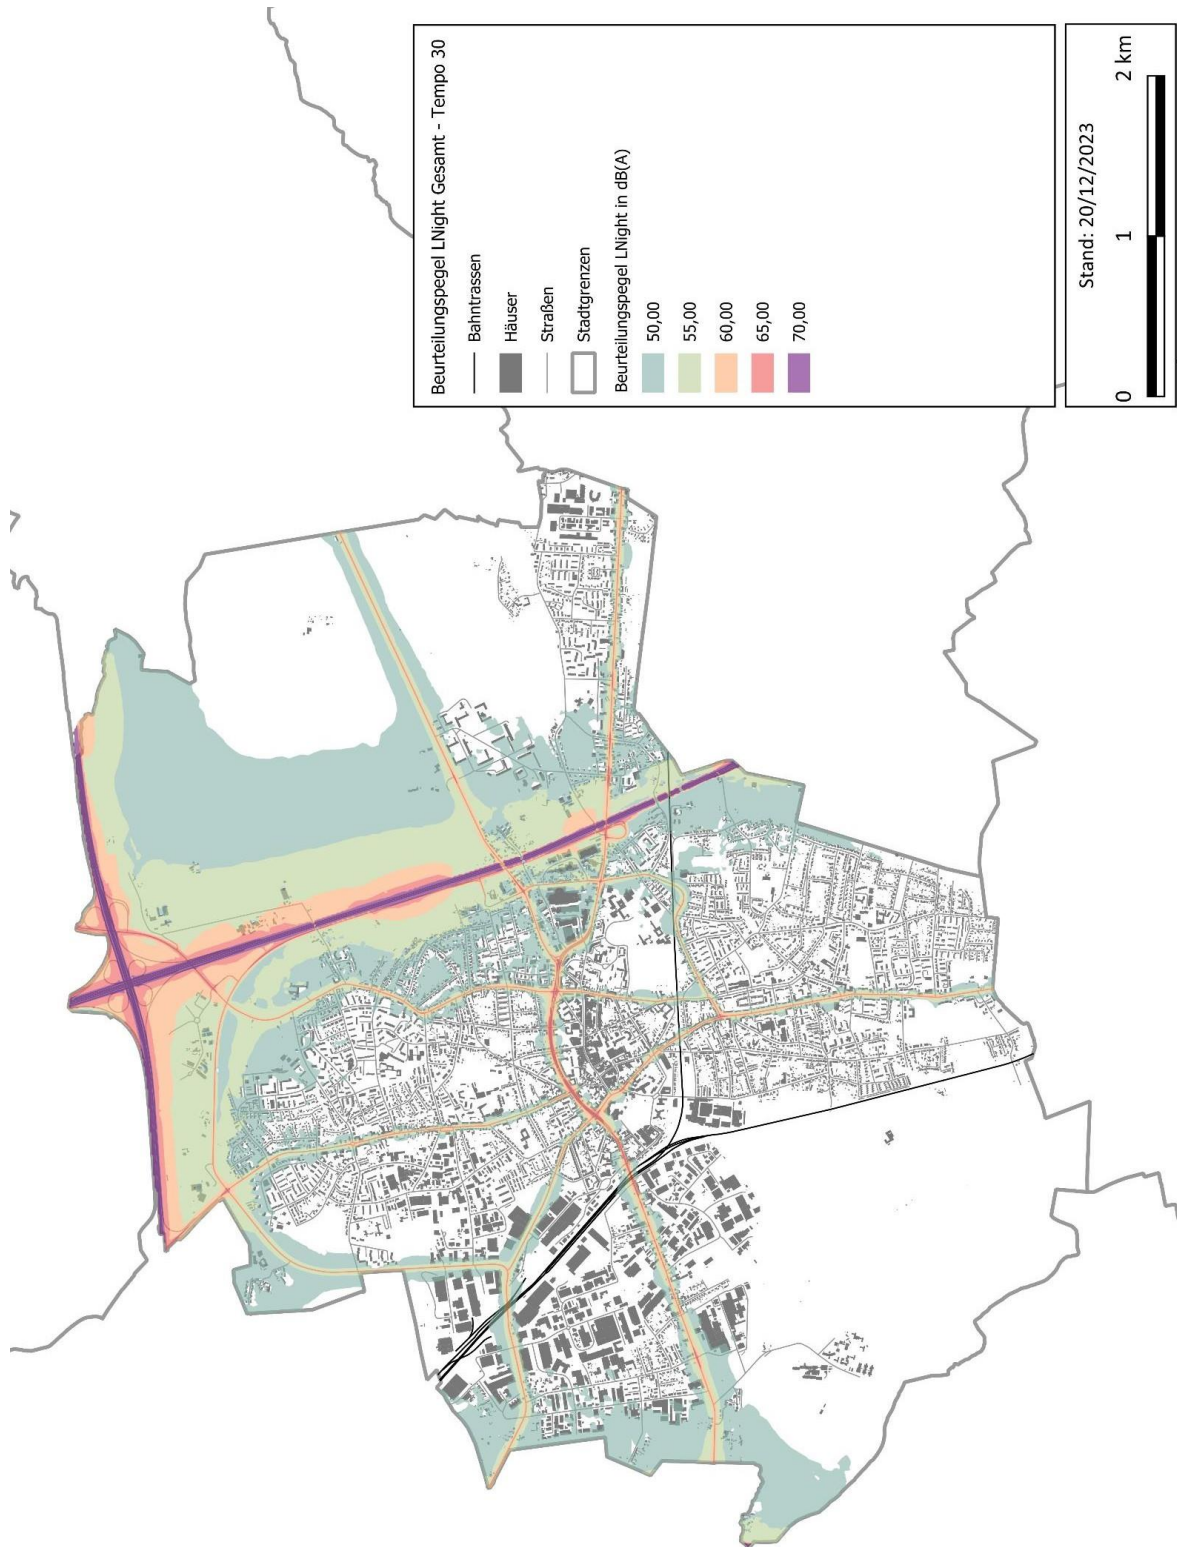 Beurteilungspegel LNight Gesamt - Tempo 30
Bahntrassen
Häuser
Straßen
Stadtgrenzen
Beurteilungspegel LNight in dB(A)
50,00
55,00
60,00
65,00
70,00
Stand: 20/12/2023
0 1 2 km